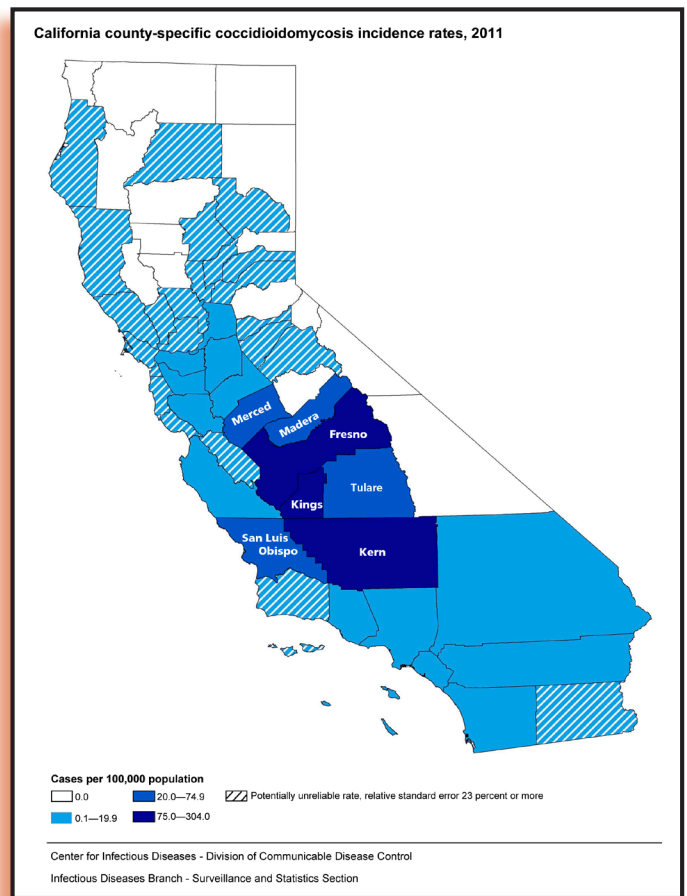 California county-specific coccidioidomycosis incidence rates, 2011
Merced
Madera
Fresno
Tulare
Kings
San Luis
Obispo
Kern
Cases per 100,000 population
0.0
20.0—74.9
Potentially unreliable rate, relative standard error 23 percent or more
0.1—19.9
75.0—304.0
Center for Infectious Diseases - Division of Communicable Disease Control
Infectious Diseases Branch - Surveillance and Statistics Section